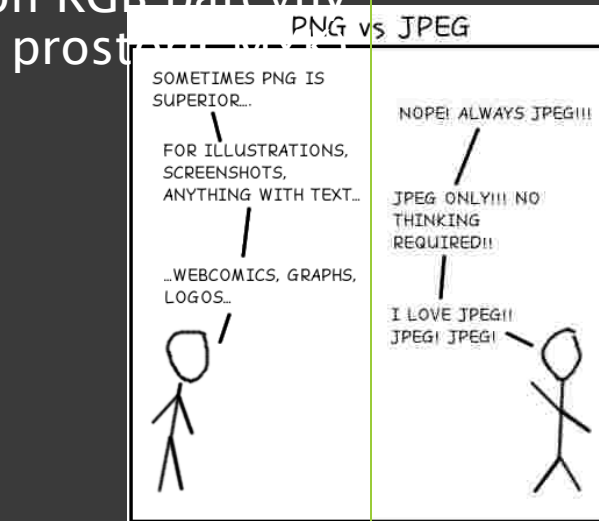 prosto
PNG vs JPEG
SOMETIMES PNG IS
SUPERIOR...
FOR ILLUSTRATIONS,
SCREENSHOTS,
ANYTHING WITH TEXT...
...WEBCOMICS, GRAPHS,
LOGOS...
NOPE! ALWAYS JPEG!!!
JPEG ONLY!!! NO
THINKING
REQUIRED!!
I LOVE JPEG!!
JPEG! JPEG!